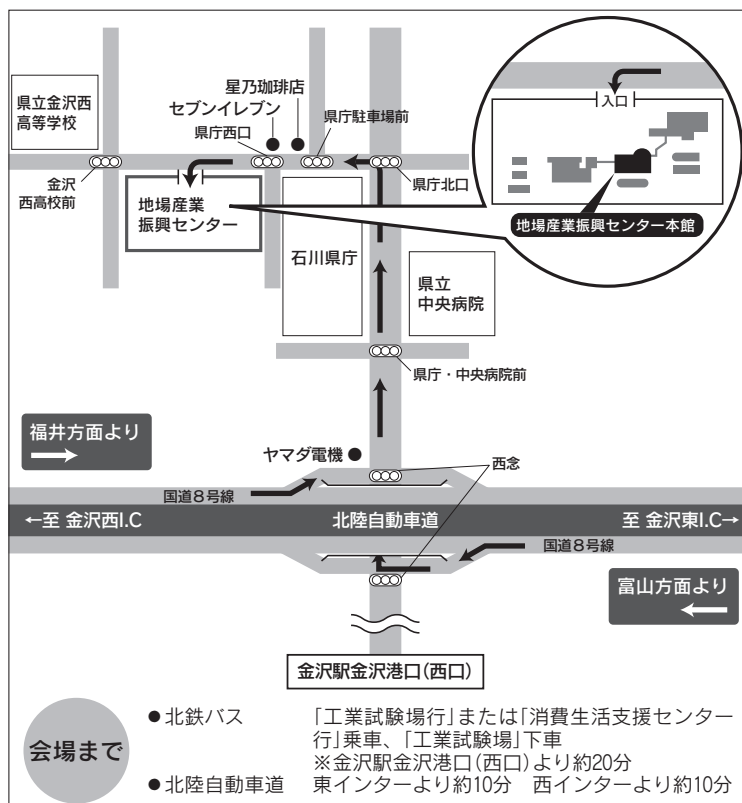 星乃珈琲店
セブンイレブン
県庁西口
県庁駐車場前
県立金沢西
高等学校
金沢
西高校前
県庁北口
地場産業
振興センター
石川県庁
県立
中央病院
入口
地場産業振興センター本館
県庁・中央病院前
福井方面より
ヤマダ電機
西念
国道8号線
←至 金沢西I.C
北陸自動車道
至 金沢東I.C→
国道8号線
富山方面より
金沢駅金沢港口(西口)
会場まで
●北鉄バス 「工業試験場行」または「消費生活支援センター
行」乗車、「工業試験場」下車
※金沢駅金沢港口(西口)より約20分
●北陸自動車道 東インターより約10分 西インターより約10分